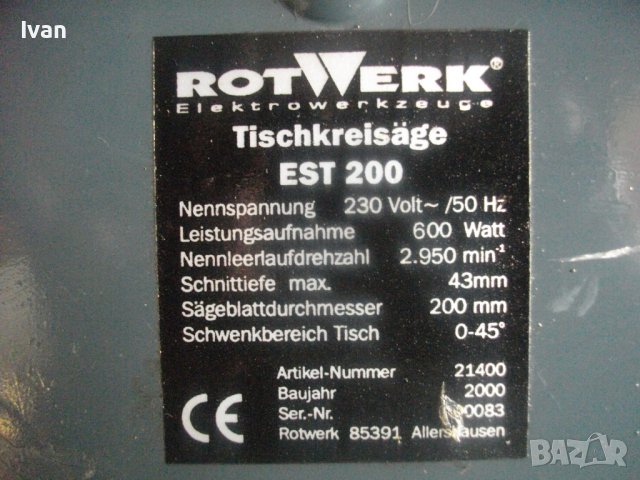 Ivan
ROTWERK®
Elektrowerkzeuge
Tischkreisäge
EST 200
Nennspannung 230 Volt~ /50 Hz
Leistungsaufnahme 600 Watt
Nennleerlaufdrehzahl 2.950 min⁻¹
Schnittiefe max. 43mm
Sägeblattdurchmesser 200 mm
Schwenkbereich Tisch 0-45°
Artikel-Nummer 21400
Baujahr 2000
Ser.-Nr.
Rotwerk 85391 Allershausen
CE
BAZAR